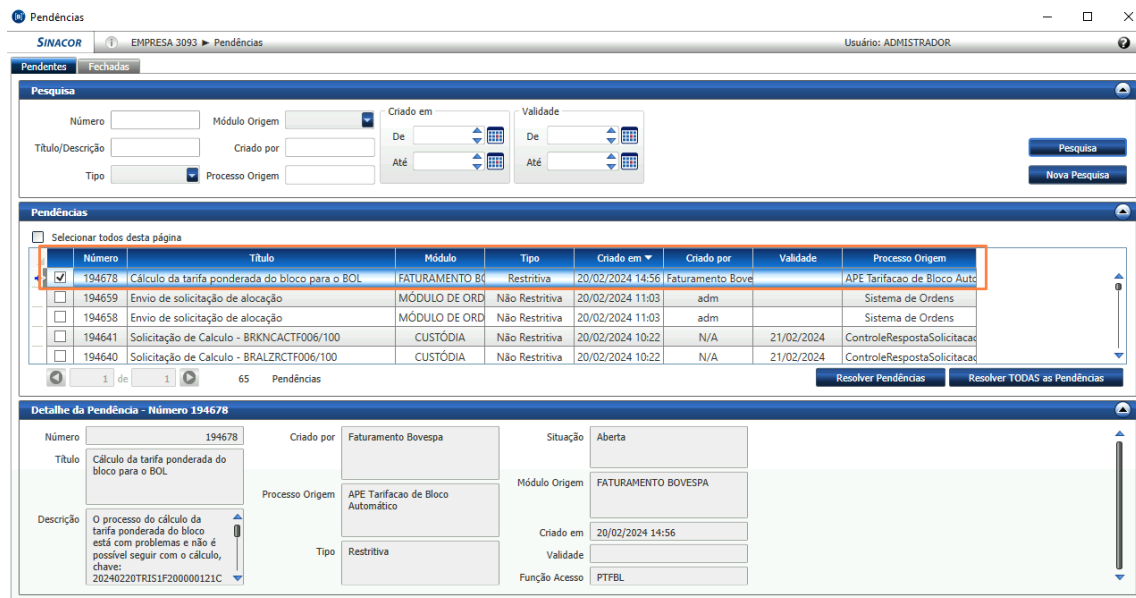 Pendências
SINACOR EMPRESA 3093 ► Pendências Usuário: ADMISTRADOR
Pendentes Fechadas
Pesquisa
Número Módulo Origem Criado em Validade
De De
Título/Descrição Criado por Pesquisa
Até Até
Tipo Processo Origem Nova Pesquisa
Pendências
Selecionar todos desta página
Número Título Módulo Tipo Criado em Criado por Validade Processo Origem
194678 Cálculo da tarifa ponderada do bloco para o BOL FATURAMENTO BO Restritiva 20/02/2024 14:56 Faturamento Bove APE Tarifacao de Bloco Auto
194659 Envio de solicitação de alocação MÓDULO DE ORD Não Restritiva 20/02/2024 11:03 adm Sistema de Ordens
194658 Envio de solicitação de alocação MÓDULO DE ORD Não Restritiva 20/02/2024 11:03 adm Sistema de Ordens
194641 Solicitação de Calculo - BRKNCACTF006/100 CUSTÓDIA Não Restritiva 20/02/2024 10:22 N/A 21/02/2024 ControleRespostaSolicitacac
194640 Solicitação de Calculo - BRALZRCTF006/100 CUSTÓDIA Não Restritiva 20/02/2024 10:22 N/A 21/02/2024 ControleRespostaSolicitacac
1 de 1 65 Pendências Resolver Pendências Resolver TODAS as Pendências
Detalhe da Pendência - Número 194678
Número 194678 Criado por Faturamento Bovespa Situação Aberta
Título Cálculo da tarifa ponderada do
bloco para o BOL
Módulo Origem FATURAMENTO BOVESPA
Processo Origem APE Tarifacao de Bloco
Automático
Descrição O processo do cálculo da
tarifa ponderada do bloco
está com problemas e não é
possível seguir com o cálculo,
chave:
20240220TRIS1F200000121C
Criado em 20/02/2024 14:56
Tipo Restritiva
Validade
Função Acesso PTFBL